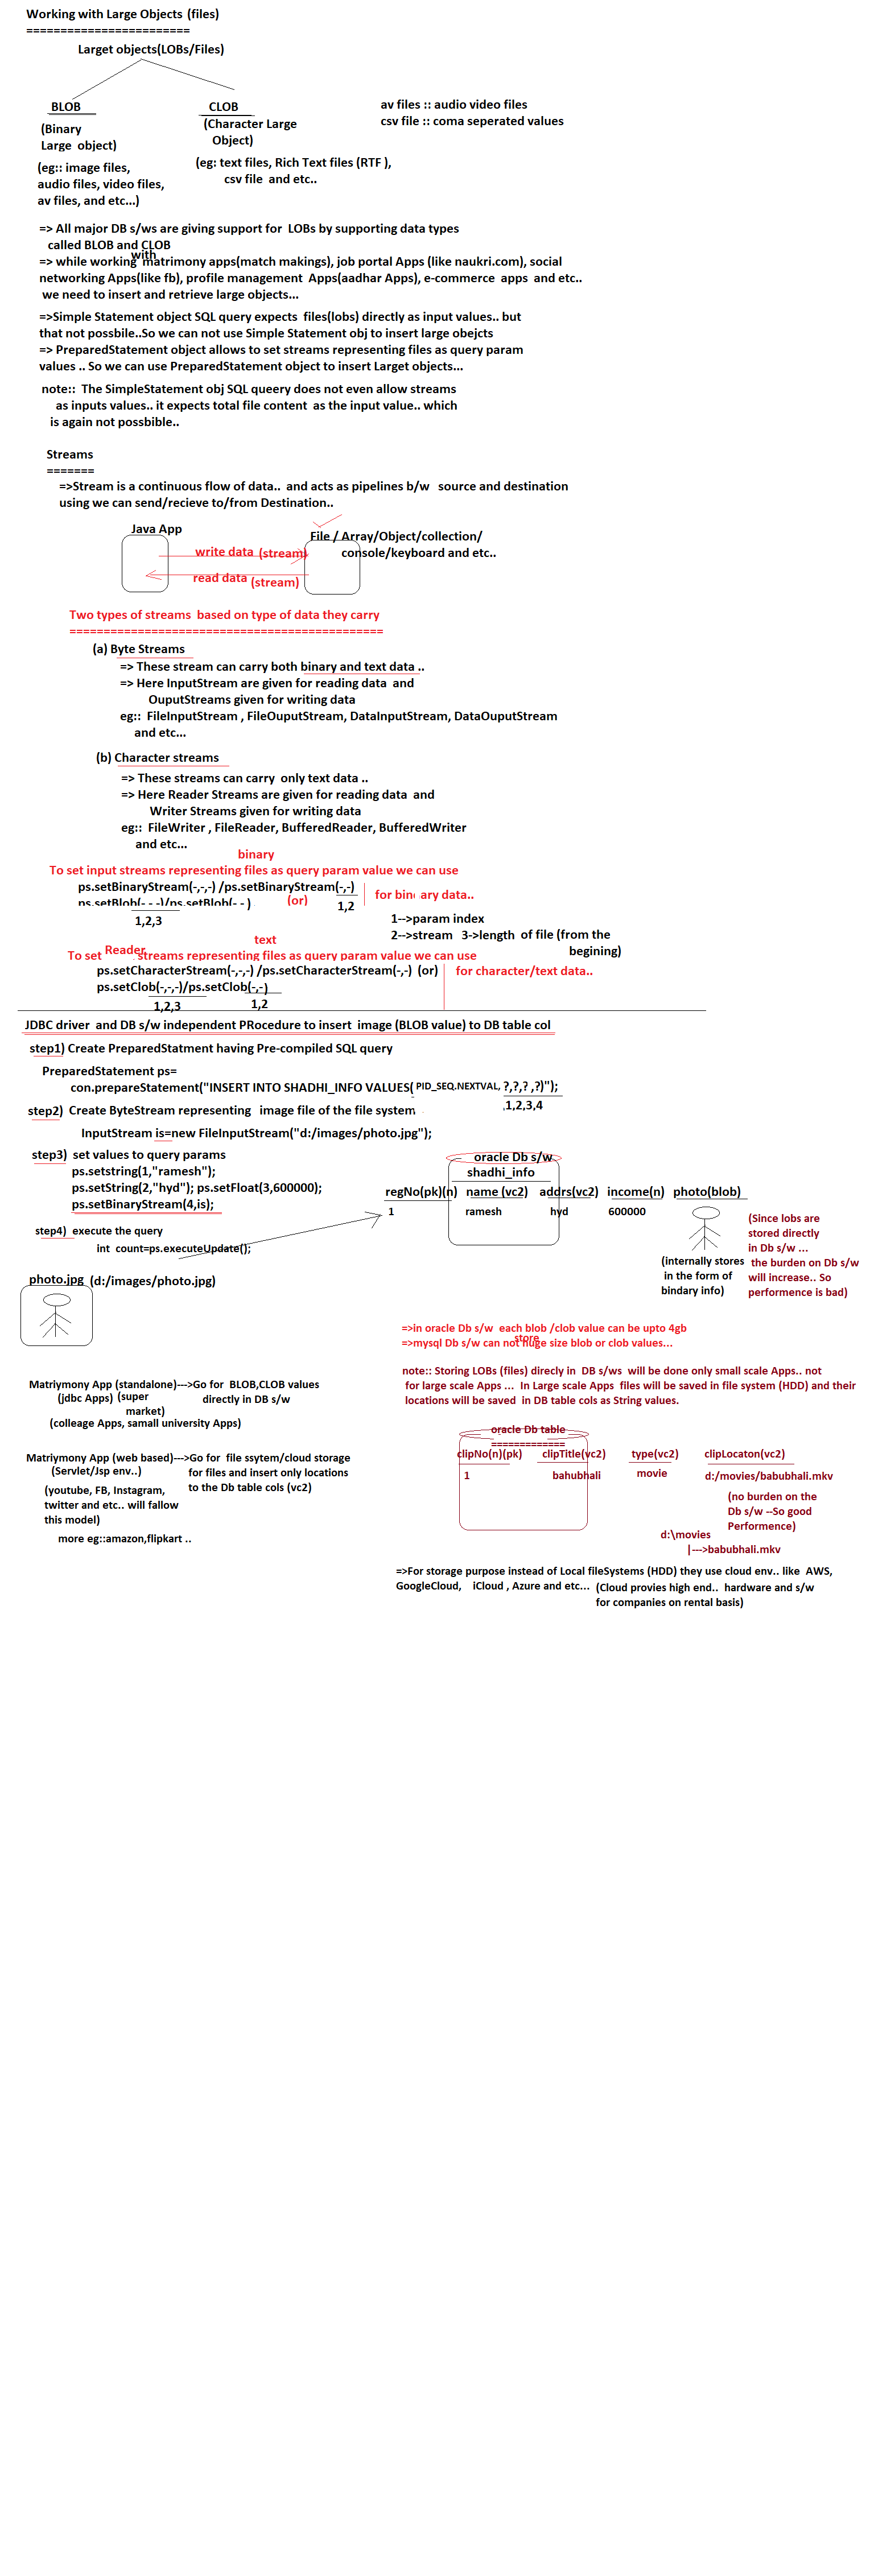 Working with Large Objects (files)
========================
Larget objects(LOBs/Files)
BLOB
CLOB
av files :: audio video files
csv file :: coma seperated values
(Binary
Large object)
(Character Large
Object)
(eg:: image files,
audio files, video files,
av files, and etc...)
(eg: text files, Rich Text files (RTF ),
csv file and etc..
=> All major DB s/ws are giving support for LOBs by supporting data types
called BLOB and CLOB
with
=> while working matrimony apps(match makings), job portal Apps (like naukri.com), social
networking Apps(like fb), profile management Apps(aadhar Apps), e-commerce apps and etc..
we need to insert and retrieve large objects...
=>Simple Statement object SQL query expects files(lobs) directly as input values.. but
that not possbile..So we can not use Simple Statement obj to insert large obejcts
=> PreparedStatement object allows to set streams representing files as query param
values .. So we can use PreparedStatement object to insert Larget objects...
note:: The SimpleStatement obj SQL queery does not even allow streams
as inputs values.. it expects total file content as the input value.. which
is again not possbible..
Streams
=======
=>Stream is a continuous flow of data.. and acts as pipelines b/w source and destination
using we can send/recieve to/from Destination..
Java App
File / Array/Object/collection/
console/keyboard and etc..
write data (stream)
read data (stream)
Two types of streams based on type of data they carry
==============================================
(a) Byte Streams
=> These stream can carry both binary and text data ..
=> Here InputStream are given for reading data and
OuputStreams given for writing data
eg:: FileInputStream , FileOuputStream, DataInputStream, DataOuputStream
and etc...
(b) Character streams
=> These streams can carry only text data ..
=> Here Reader Streams are given for reading data and
Writer Streams given for writing data
eg:: FileWriter , FileReader, BufferedReader, BufferedWriter
and etc...
binary
To set input streams representing files as query param value we can use
ps.setBinaryStream(-,-,-) /ps.setBinaryStream(-,-)
(or)
for binary data..
ps.setBlob(-,-,-)/ps.setBlob(-,-)
1,2
1,2,3
1-->param index
2-->stream 3->length of file (from the
begining)
text
To set Reader streams representing files as query param value we can use
ps.setCharacterStream(-,-,-) /ps.setCharacterStream(-,-) (or)
for character/text data..
ps.setClob(-,-,-)/ps.setClob(-,-)
1,2,3
1,2
JDBC driver and DB s/w independent PRocedure to insert image (BLOB value) to DB table col
step1) Create PreparedStatment having Pre-compiled SQL query
PreparedStatement ps=
con.prepareStatement("INSERT INTO SHADHI_INFO VALUES( PID_SEQ.NEXTVAL, ?,?,? ,?)");
1,2,3,4
step2) Create ByteStream representing image file of the file system
InputStream is=new FileInputStream("d:/images/photo.jpg");
step3) set values to query params
ps.setstring(1,"ramesh");
ps.setString(2,"hyd"); ps.setFloat(3,600000);
ps.setBinaryStream(4,is);
step4) execute the query
int count=ps.executeUpdate();
oracle Db s/w
shadhi_info
regNo(pk)(n) name (vc2) addrs(vc2) income(n) photo(blob)
1 ramesh hyd 600000
(internally stores
in the form of
bindary info)
(Since lobs are
stored directly
in Db s/w ...
the burden on Db s/w
will increase.. So
performence is bad)
photo.jpg (d:/images/photo.jpg)
=>in oracle Db s/w each blob /clob value can be upto 4gb
store
=>mysql Db s/w can not huge size blob or clob values...
note:: Storing LOBs (files) direcly in DB s/ws will be done only small scale Apps.. not
for large scale Apps ... In Large scale Apps files will be saved in file system (HDD) and their
locations will be saved in DB table cols as String values.
Matriymony App (standalone)--->Go for BLOB,CLOB values
directly in DB s/w
(jdbc Apps) (super
market)
(colleage Apps, samall university Apps)
Matriymony App (web based)--->Go for file ssytem/cloud storage
for files and insert only locations
to the Db table cols (vc2)
(Servlet/Jsp env..)
(youtube, FB, Instagram,
twitter and etc.. will fallow
this model)
more eg::amazon,flipkart ..
oracle Db table
=============
clipNo(n)(pk) clipTitle(vc2) type(vc2) clipLocaton(vc2)
1 bahubhali movie d:/movies/babubhali.mkv
(no burden on the
Db s/w --So good
Performence)
d:\movies
|--->babubhali.mkv
=>For storage purpose instead of Local fileSystems (HDD) they use cloud env.. like AWS,
GoogleCloud, iCloud , Azure and etc... (Cloud provies high end.. hardware and s/w
for companies on rental basis)